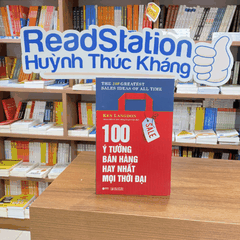 ReadStation
Huỳnh Thúc Kháng
THE 100 GREATEST
SALES IDEAS OF ALL TIME
KEN LANGDON
SALE
100
Ý TƯỞNG
BÁN HÀNG
HAY NHẤT
MỌI THỜI ĐẠI